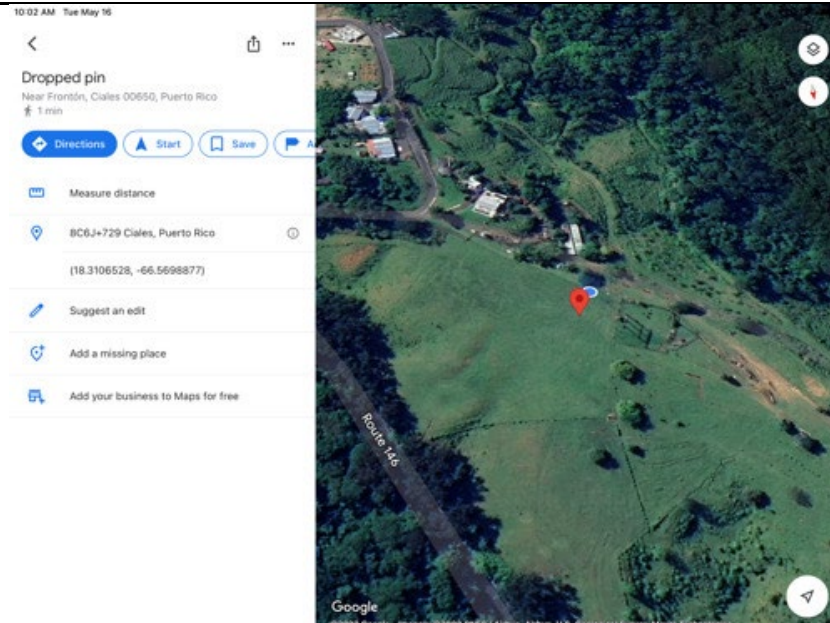 10:02 AM Tue May 16
Dropped pin
Near Frontón, Ciales 00650, Puerto Rico
1 min
Directions
Start
Save
A
Measure distance
8C6J+729 Ciales, Puerto Rico
(18.3106528, -66.5698877)
Suggest an edit
Add a missing place
Add your business to Maps for free
Route 146
Google